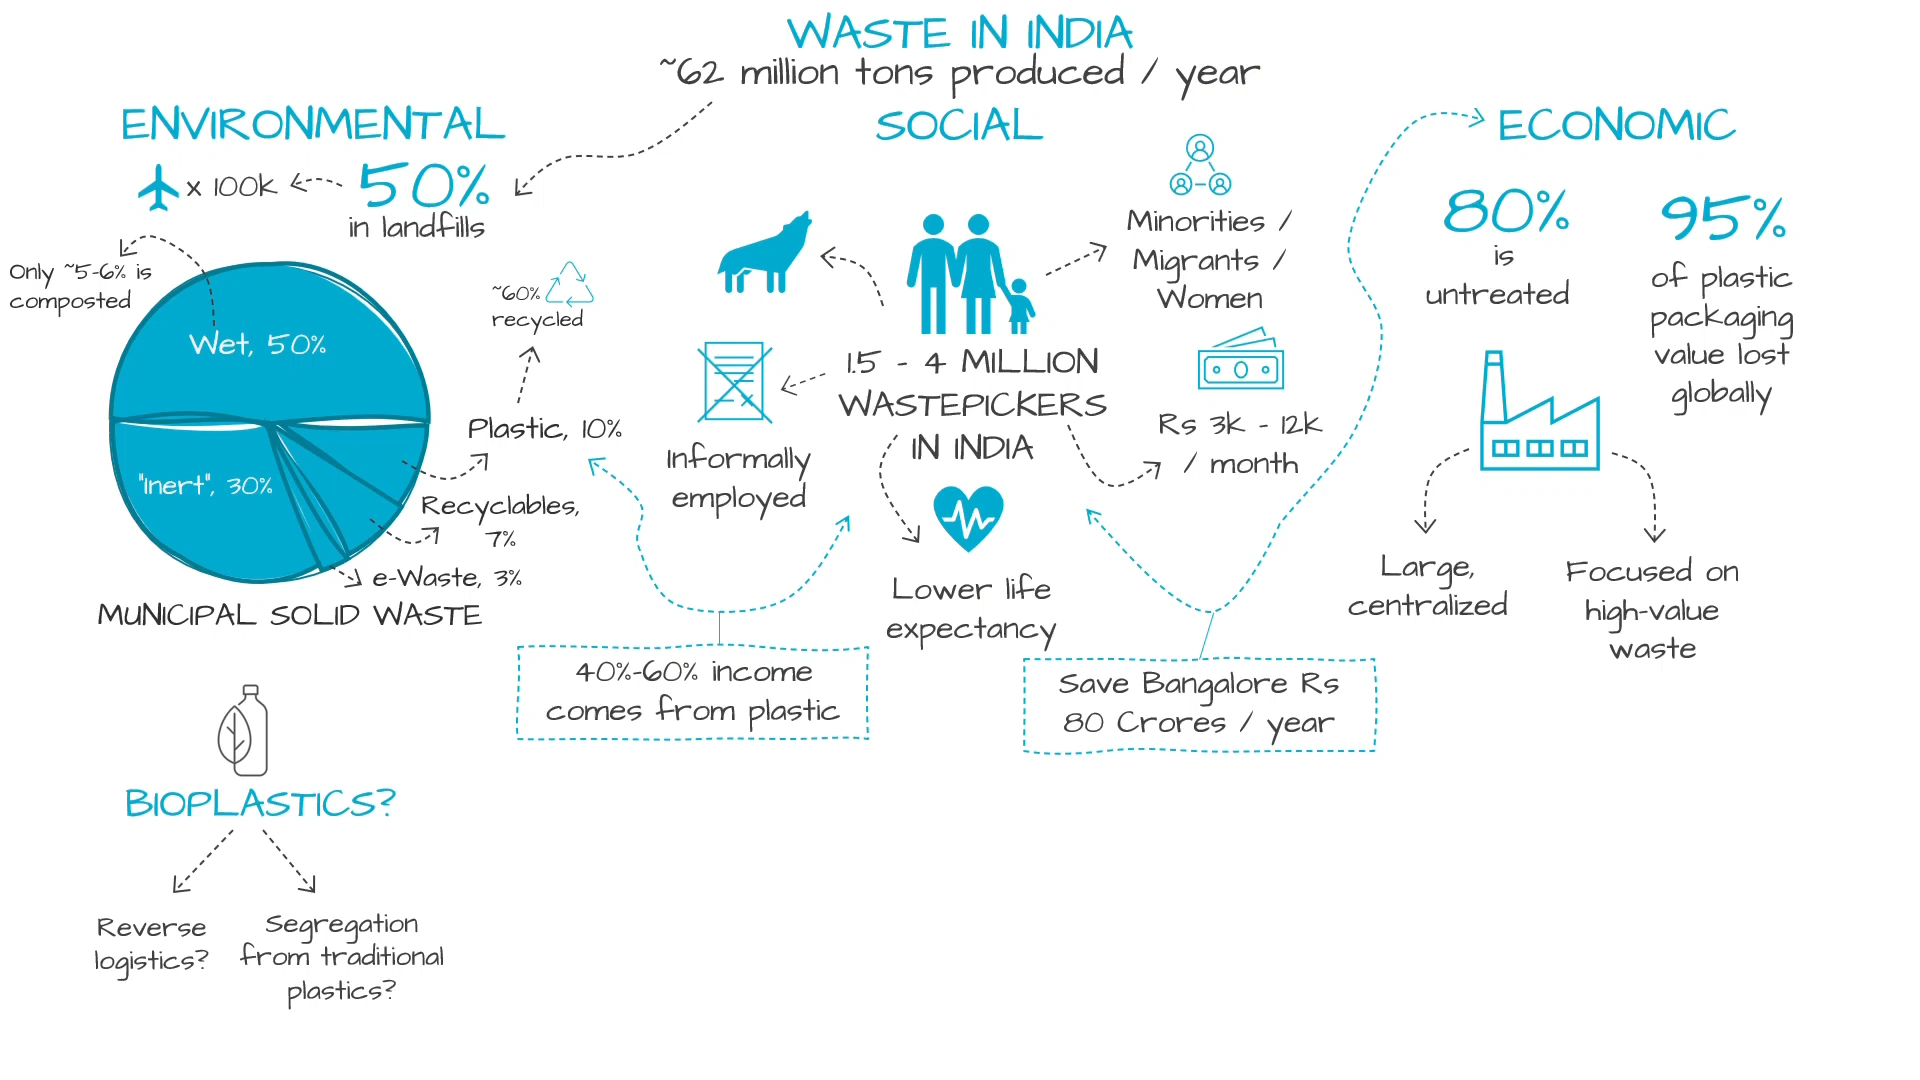 WASTE IN INDIA
~62 million tons produced / year
ENVIRONMENTAL
x 100k
50%
in landfills
Only ~5-6% is
composted
Wet, 50%
"Inert", 30%
~60%
recycled
Plastic, 10%
Recyclables,
7%
e-Waste, 3%
MUNICIPAL SOLID WASTE
BIOPLASTICS?
Reverse
logistics?
Segregation
from traditional
plastics?
SOCIAL
Minorities /
Migrants /
Women
1.5 - 4 MILLION
WASTEPICKERS
IN INDIA
Informally
employed
Rs 3k - 12k
/ month
Lower life
expectancy
40%-60% income
comes from plastic
Save Bangalore Rs
80 Crores / year
ECONOMIC
80%
is
untreated
95%
of plastic
packaging
value lost
globally
Large,
centralized
Focused on
high-value
waste